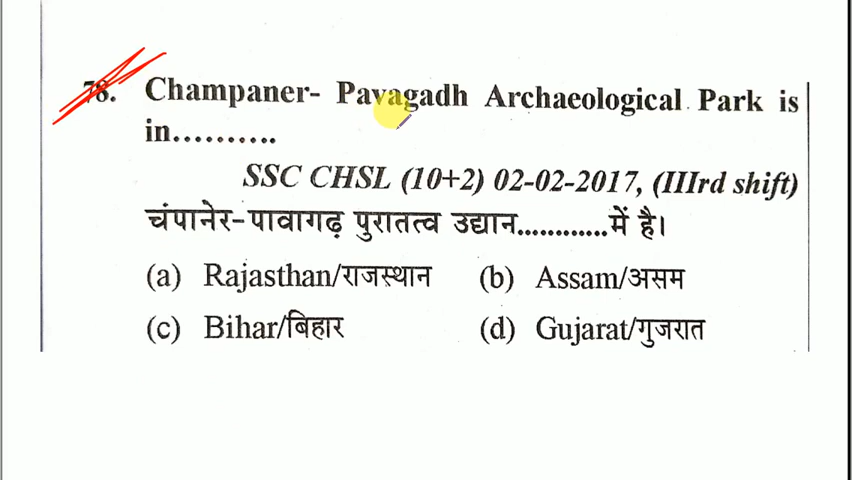 78. Champaner- Pavagadh Archaeological Park is
in..........
SSC CHSL (10+2) 02-02-2017, (IIIrd shift)
चंपानेर-पावागढ़ पुरातत्व उद्यान............में है।
(a) Rajasthan/राजस्थान (b) Assam/असम
(c) Bihar/बिहार (d) Gujarat/गुजरात